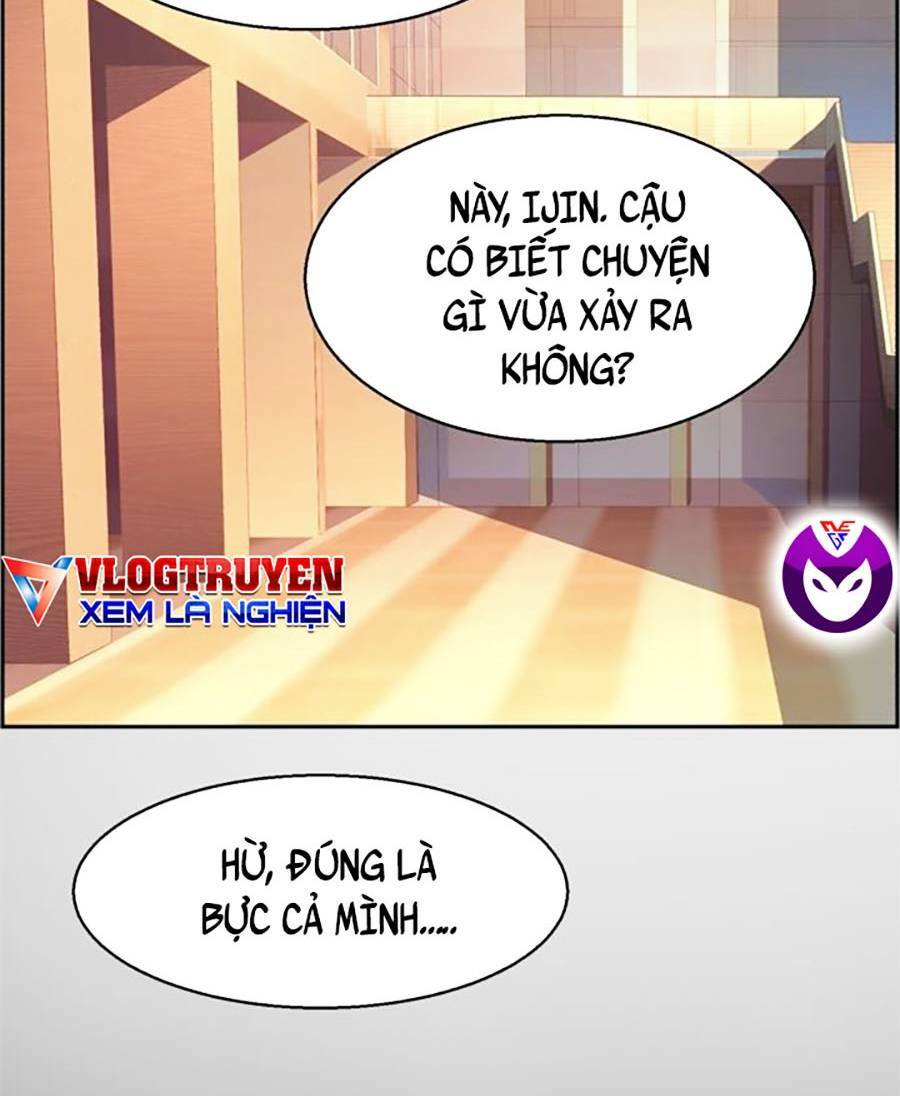 NÀY, IJIN. CẬU
CÓ BIẾT CHUYỆN
GÌ VỪA XẢY RA
KHÔNG?
VLOGTRUYEN
XEM LÀ NGHIỆN
HỪ, ĐÚNG LÀ
BỰC CẢ MÌNH.....